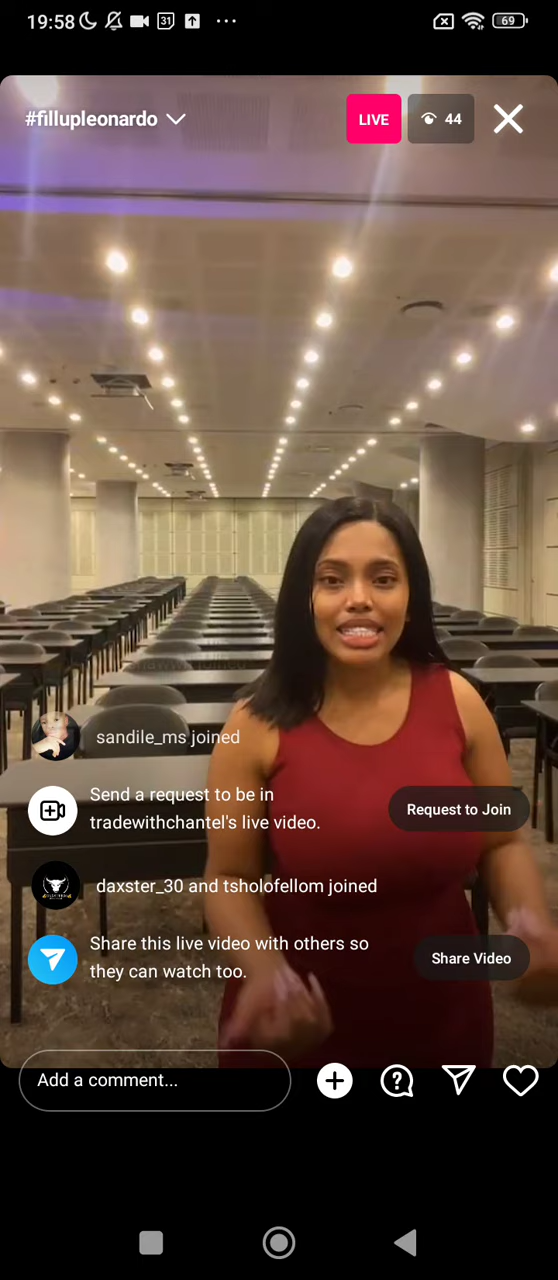 19:58
31
69
#fillupleonardo
LIVE
44
joined
sandile_ms joined
Send a request to be in
tradewithchantel's live video.
Request to Join
daxster_30 and tsholofellom joined
Share this live video with others so
they can watch too.
Share Video
Add a comment...